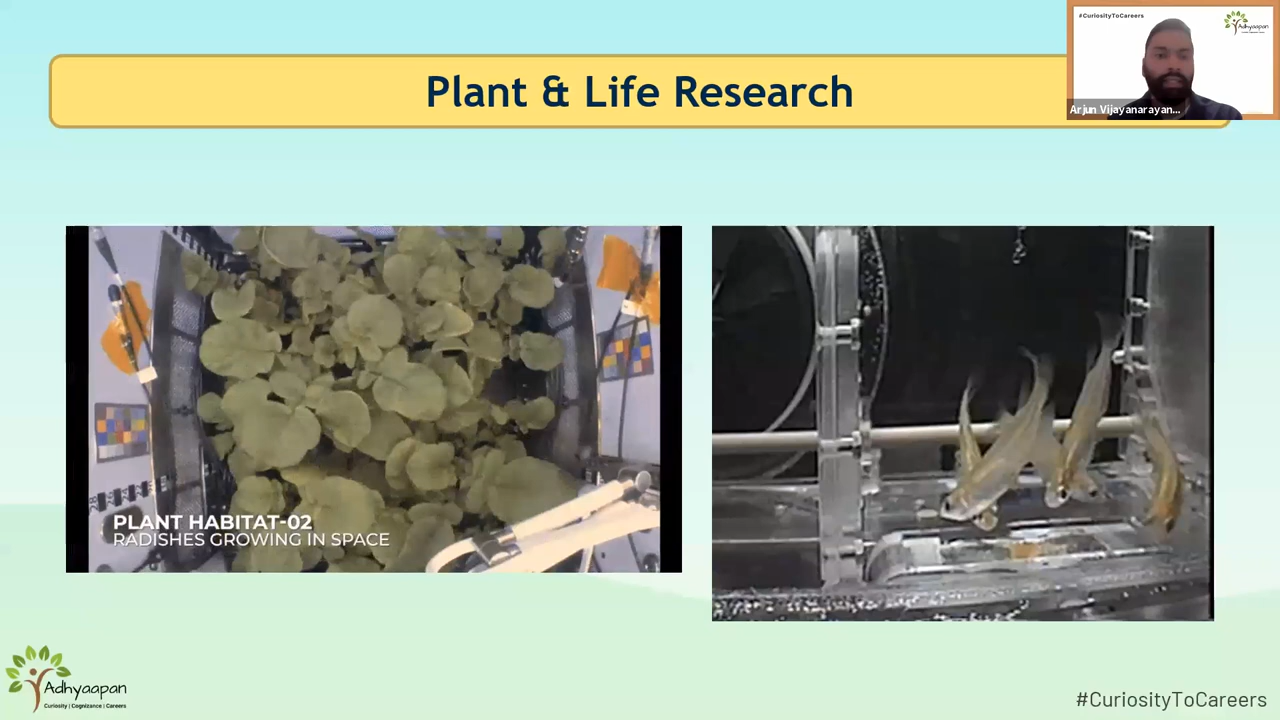 #CuriosityToCareers
Adhyaapan
Arjun Vijayanarayan...
Plant & Life Research
PLANT HABITAT-02
RADISHES GROWING IN SPACE
Adhyaapan
Curiosity | Cognizance | Careers
#CuriosityToCareers